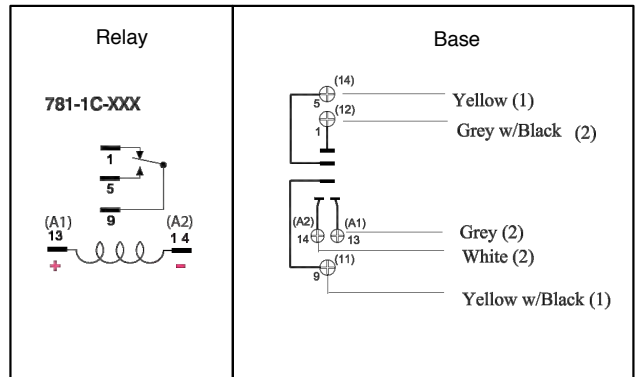 Relay
Base
781-1C-XXX
1
5
9
(A1)
13
+
(A2)
1 4
-
(14)
5
Yellow (1)
(12)
1
Grey w/Black (2)
(A2)
14
(A1)
13
Grey (2)
White (2)
(11)
9
Yellow w/Black (1)